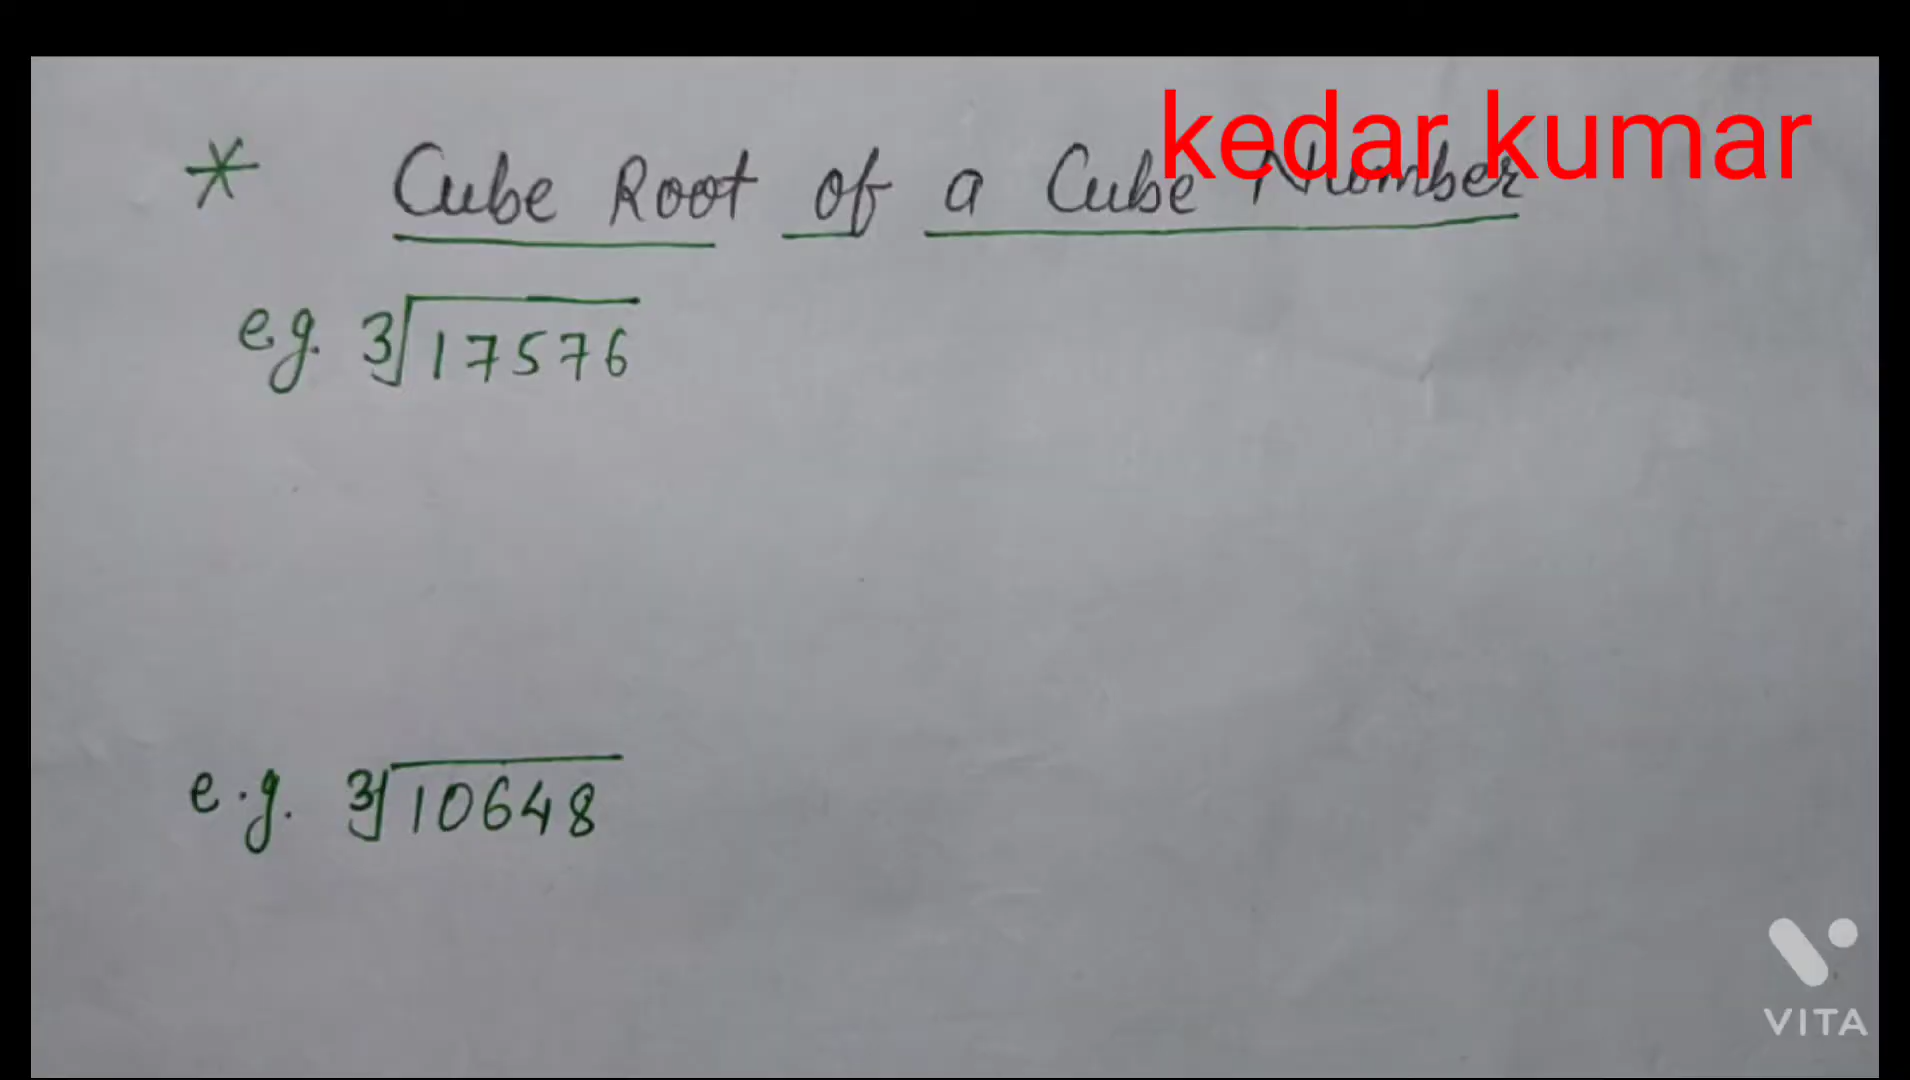 kedar kumar
* Cube Root of a Cube Number
e.g. ∛17576
e.g. ∛10648
VITA